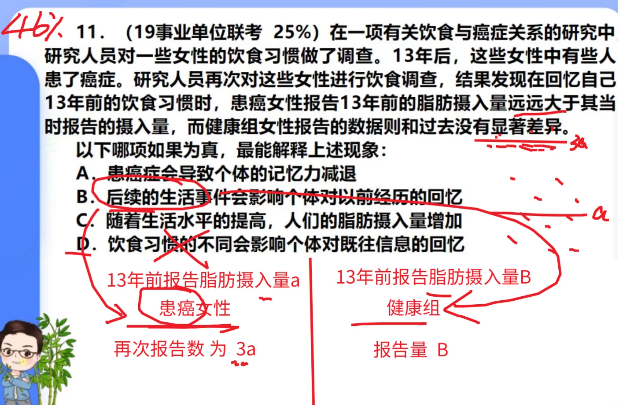 46%
11.（19事业单位联考 25%）在一项有关饮食与癌症关系的研究中
研究人员对一些女性的饮食习惯做了调查。13年后，这些女性中有些人
患了癌症。研究人员再次对这些女性进行饮食调查，结果发现在回忆自己
13年前的饮食习惯时，患癌女性报告13年前的脂肪摄入量远远大于其当
时报告的摄入量，而健康组女性报告的数据则和过去没有显著差异。
以下哪项如果为真，最能解释上述现象：
3a
A．患癌症会导致个体的记忆力减退
B．后续的生活事件会影响个体对以前经历的回忆
a
C．随着生活水平的提高，人们的脂肪摄入量增加
D．饮食习惯的不同会影响个体对既往信息的回忆
13年前报告脂肪摄入量a
患癌女性
再次报告数 为 3a
13年前报告脂肪摄入量B
健康组
报告量 B